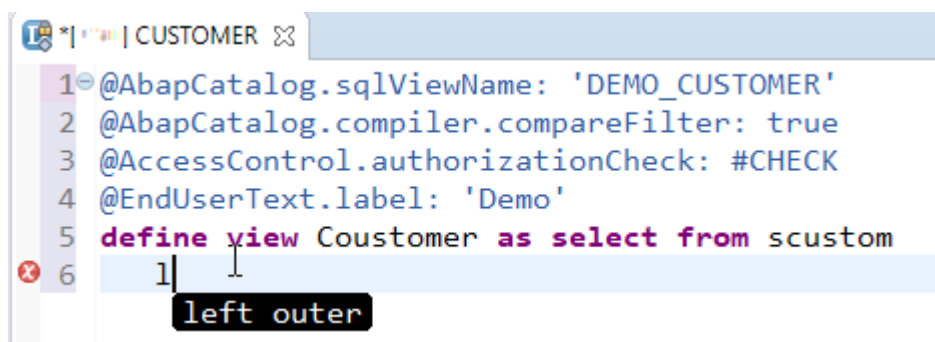 *| | CUSTOMER
1 @AbapCatalog.sqlViewName: 'DEMO_CUSTOMER'
2 @AbapCatalog.compiler.compareFilter: true
3 @AccessControl.authorizationCheck: #CHECK
4 @EndUserText.label: 'Demo'
5 define view Coustomer as select from scustom
6 l
left outer